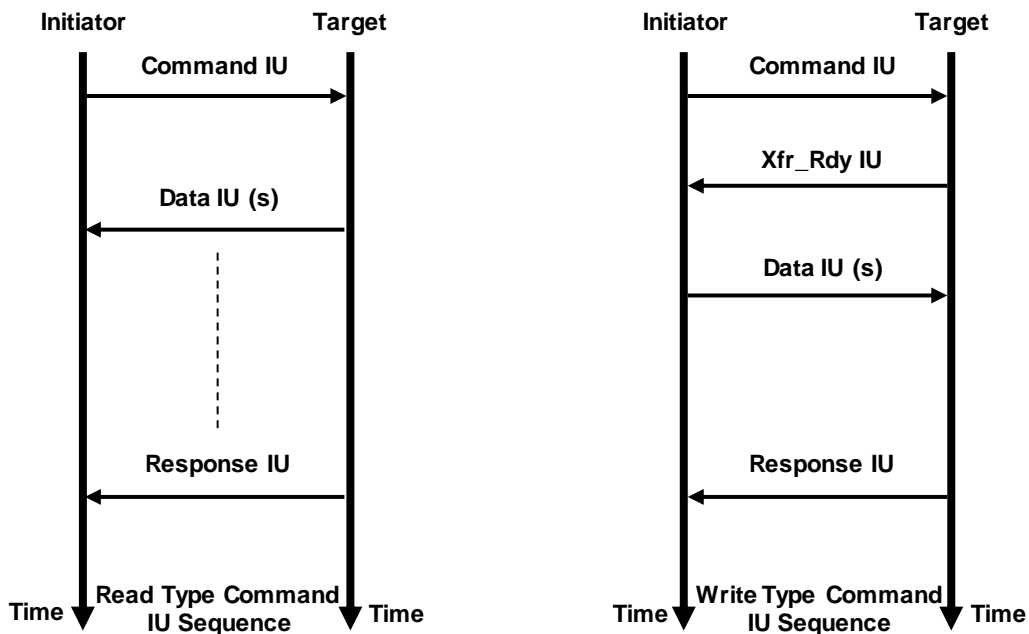 Initiator
Target
Command IU
Data IU (s)
Response IU
Time
Read Type Command
IU Sequence
Time
Initiator
Target
Command IU
Xfr_Rdy IU
Data IU (s)
Response IU
Time
Write Type Command
IU Sequence
Time